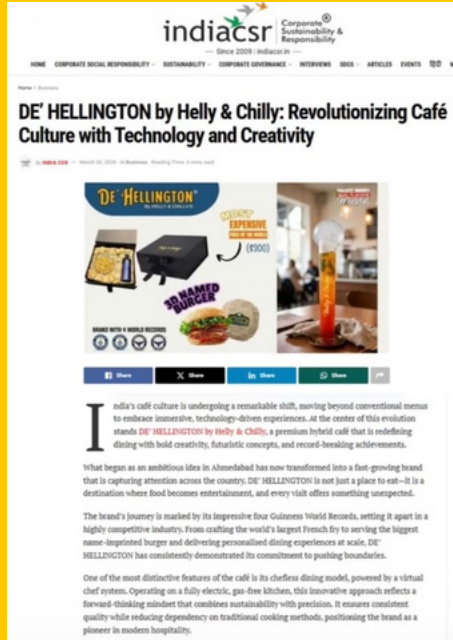 indiacsr
Corporate
Sustainability &
Responsibility
— Since 2009 | indiacsr.in —
HOME CORPORATE SOCIAL RESPONSIBILITY SUSTAINABILITY CORPORATE GOVERNANCE INTERVIEWS SDGS ARTICLES EVENTS हिंदी
Home Business
DE’ HELLINGTON by Helly & Chilly: Revolutionizing Café
Culture with Technology and Creativity
by INDIA CSR — March 30, 2026 in Business Reading Time: 3 mins read
DE' HELLINGTON®
By HELLY & CHILLY'S
MOST
EXPENSIVE
FRIES OF THE WORLD
($300)
3D NAMED
BURGER
BRAND WITH 4 WORLD RECORDS
Share
Share
Share
Share
India’s café culture is undergoing a remarkable shift, moving beyond conventional menus
to embrace immersive, technology-driven experiences. At the center of this evolution
stands DE’ HELLINGTON by Helly & Chilly, a premium hybrid café that is redefining
dining with bold creativity, futuristic concepts, and record-breaking achievements.
What began as an ambitious idea in Ahmedabad has now transformed into a fast-growing brand
that is capturing attention across the country. DE’ HELLINGTON is not just a place to eat—it is a
destination where food becomes entertainment, and every visit offers something unexpected.
The brand’s journey is marked by its impressive four Guinness World Records, setting it apart in a
highly competitive industry. From crafting the world’s largest French fry to serving the biggest
name-imprinted burger and delivering personalised dining experiences at scale, DE’
HELLINGTON has consistently demonstrated its commitment to pushing boundaries.
One of the most distinctive features of the café is its chefless dining model, powered by a virtual
chef system. Operating on a fully electric, gas-free kitchen, this innovative approach reflects a
forward-thinking mindset that combines sustainability with precision. It ensures consistent
quality while reducing dependency on traditional cooking methods, positioning the brand as a
pioneer in modern hospitality.